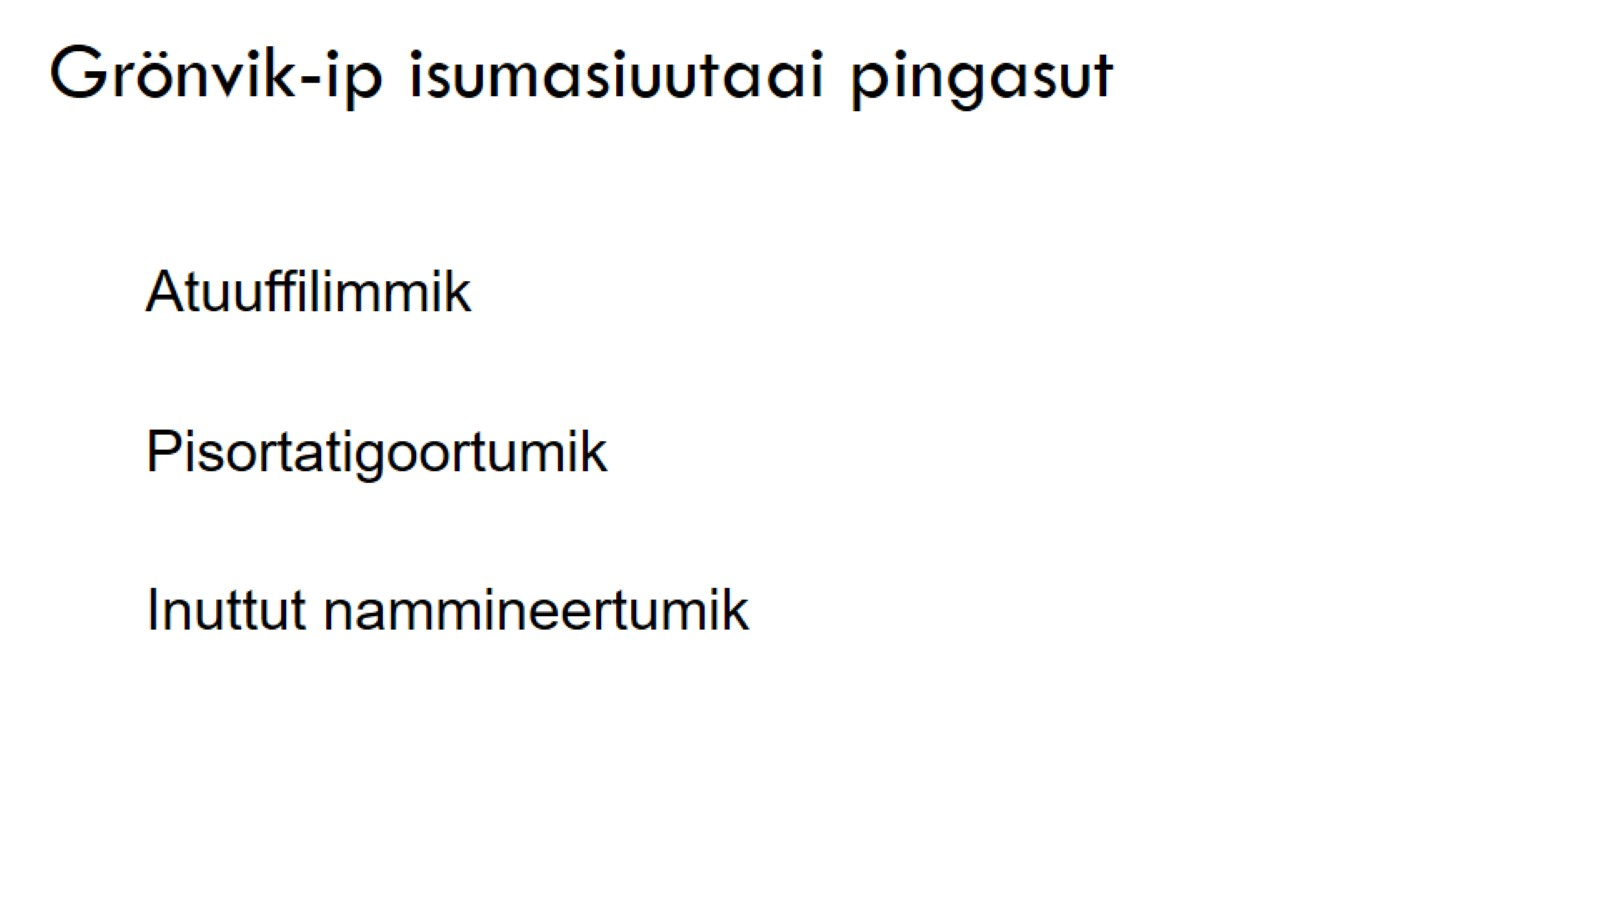 Grönvik-ip isumasiuutaai pingasut
Atuuffilimmik
Pisortatigoortumik
Inuttut nammineertumik